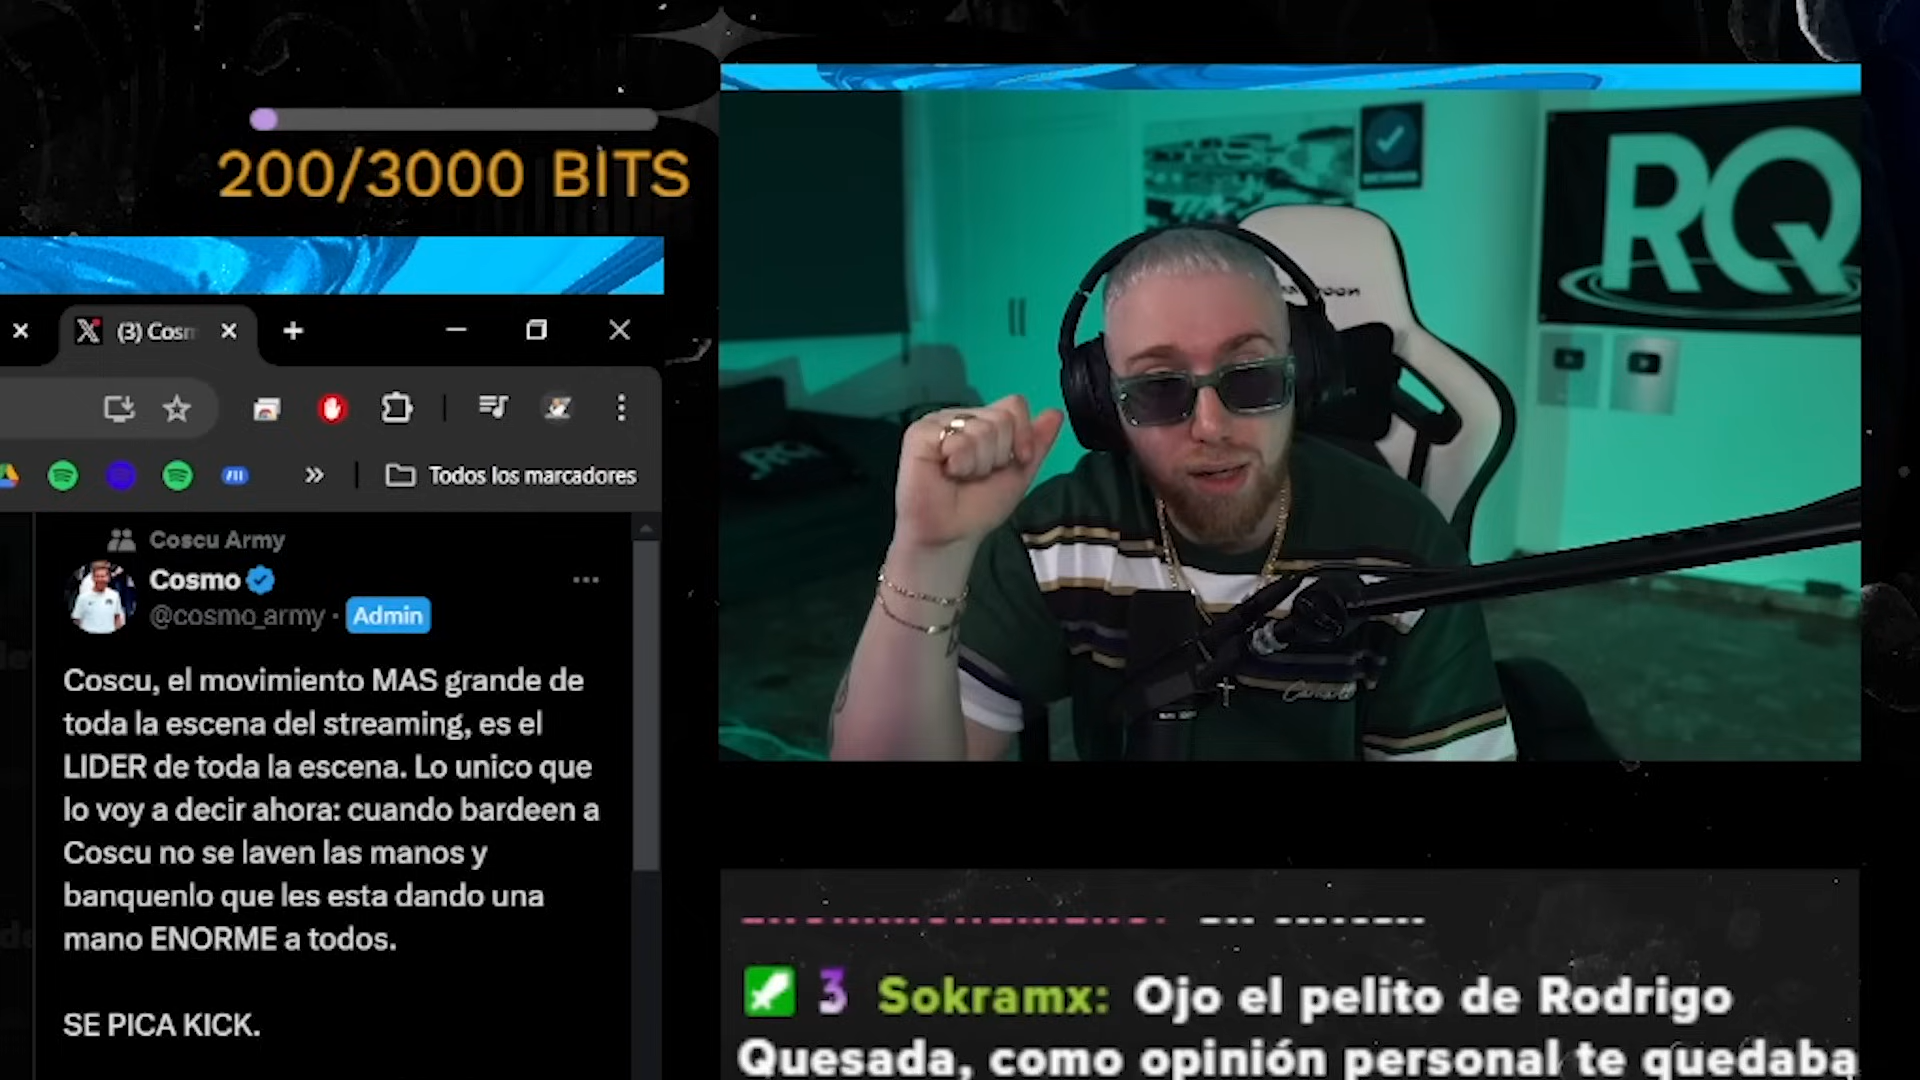 200/3000 BITS
(3) Cosm
Todos los marcadores
Coscu Army
Cosmo
@cosmo_army · Admin
Coscu, el movimiento MAS grande de
toda la escena del streaming, es el
LIDER de toda la escena. Lo unico que
lo voy a decir ahora: cuando bardeen a
Coscu no se laven las manos y
banquenlo que les esta dando una
mano ENORME a todos.
SE PICA KICK.
RQ
RQ
3 Sokramx: Ojo el pelito de Rodrigo
Quesada, como opinión personal te quedaba